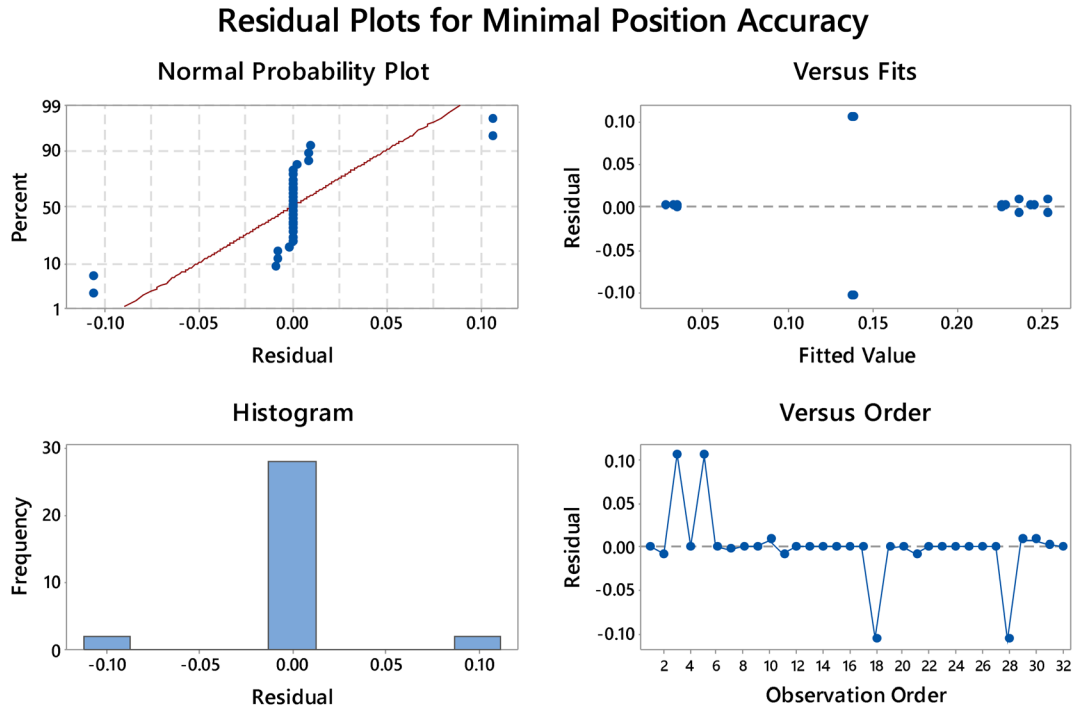 Residual Plots for Minimal Position Accuracy
Normal Probability Plot
99
90
50
10
1
Percent
-0.10 -0.05 0.00 0.05 0.10
Residual
Versus Fits
0.10
0.05
0.00
-0.05
-0.10
Residual
0.05 0.10 0.15 0.20 0.25
Fitted Value
Histogram
30
20
10
0
Frequency
-0.10 -0.05 0.00 0.05 0.10
Residual
Versus Order
0.10
0.05
0.00
-0.05
-0.10
Residual
2 4 6 8 10 12 14 16 18 20 22 24 26 28 30 32
Observation Order